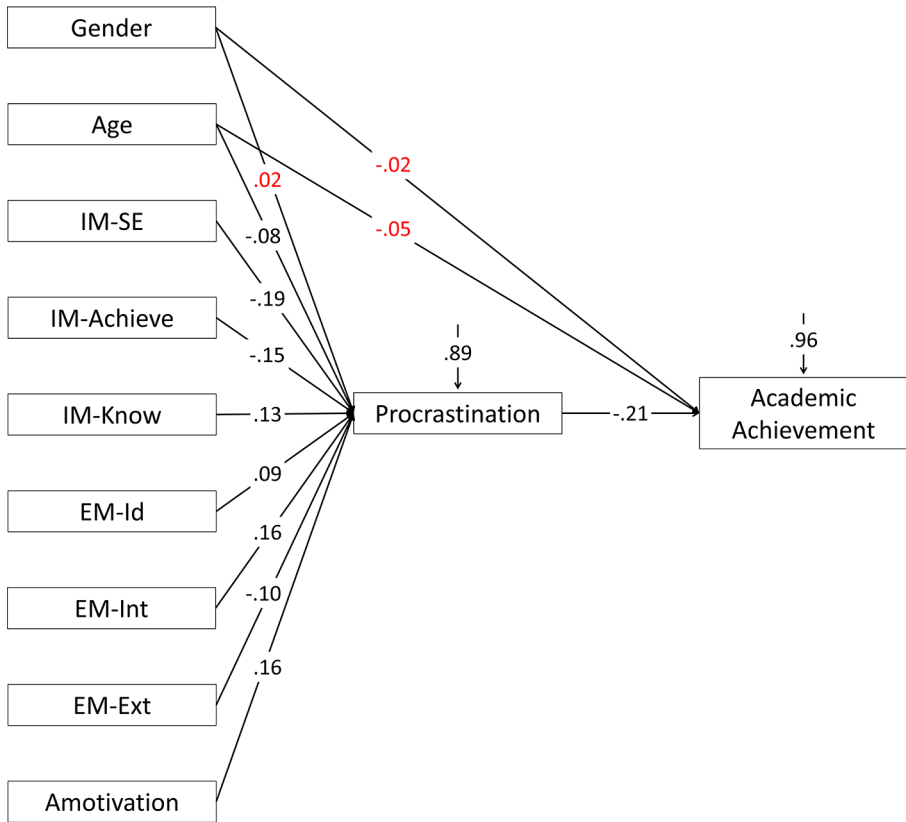 Gender
Age
IM-SE
IM-Achieve
IM-Know
EM-Id
EM-Int
EM-Ext
Amotivation
.02
-.08
-.19
-.15
.13
.09
.16
-.10
.16
-.02
-.05
.89
Procrastination
-.21
.96
Academic
Achievement